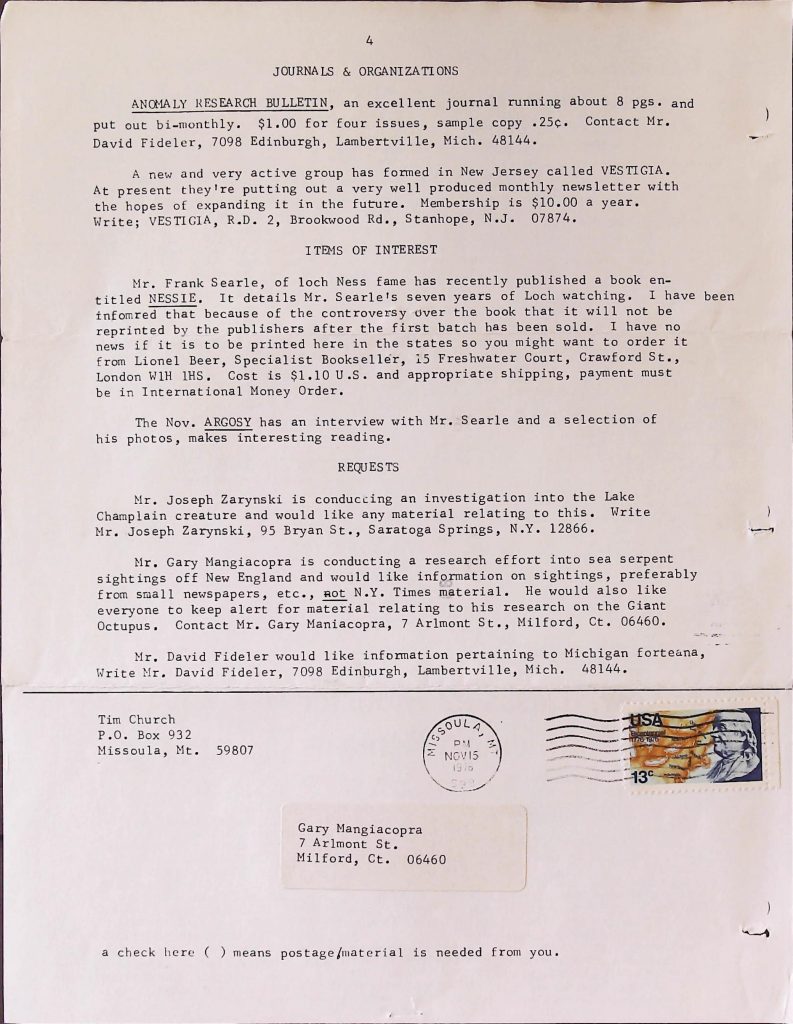 4
JOURNALS & ORGANIZATIONS
ANOMALY RESEARCH BULLETIN, an excellent journal running about 8 pgs. and
put out bi-monthly. $1.00 for four issues, sample copy .25¢. Contact Mr.
David Fideler, 7098 Edinburgh, Lambertville, Mich. 48144.
A new and very active group has formed in New Jersey called VESTIGIA.
At present they're putting out a very well produced monthly newsletter with
the hopes of expanding it in the future. Membership is $10.00 a year.
Write; VESTIGIA, R.D. 2, Brookwood Rd., Stanhope, N.J. 07874.
ITEMS OF INTEREST
Mr. Frank Searle, of loch Ness fame has recently published a book en-
titled NESSIE. It details Mr. Searle's seven years of Loch watching. I have been
infomred that because of the controversy over the book that it will not be
reprinted by the publishers after the first batch has been sold. I have no
news if it is to be printed here in the states so you might want to order it
from Lionel Beer, Specialist Bookseller, 15 Freshwater Court, Crawford St.,
London W1H 1HS. Cost is $1.10 U.S. and appropriate shipping, payment must
be in International Money Order.
The Nov. ARGOSY has an interview with Mr. Searle and a selection of
his photos, makes interesting reading.
REQUESTS
Mr. Joseph Zarynski is conducting an investigation into the Lake
Champlain creature and would like any material relating to this. Write
Mr. Joseph Zarynski, 95 Bryan St., Saratoga Springs, N.Y. 12866.
Mr. Gary Mangiacopra is conducting a research effort into sea serpent
sightings off New England and would like information on sightings, preferably
from small newspapers, etc., not N.Y. Times material. He would also like
everyone to keep alert for material relating to his research on the Giant
Octupus. Contact Mr. Gary Maniacopra, 7 Arlmont St., Milford, Ct. 06460.
Mr. David Fideler would like information pertaining to Michigan forteana,
Write Mr. David Fideler, 7098 Edinburgh, Lambertville, Mich. 48144.
Tim Church
P.O. Box 932
Missoula, Mt. 59807
MISSOULA, MT
PM
NOV 15
1976
USA
Bicentennial
1776-1976
13c
Gary Mangiacopra
7 Arlmont St.
Milford, Ct. 06460
a check here ( ) means postage/material is needed from you.